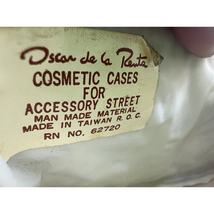 Oscar de la Renta
COSMETIC CASES
FOR
ACCESSORY STREET
MAN MADE MATERIAL
MADE IN TAIWAN R.O.C.
RN NO. 62720